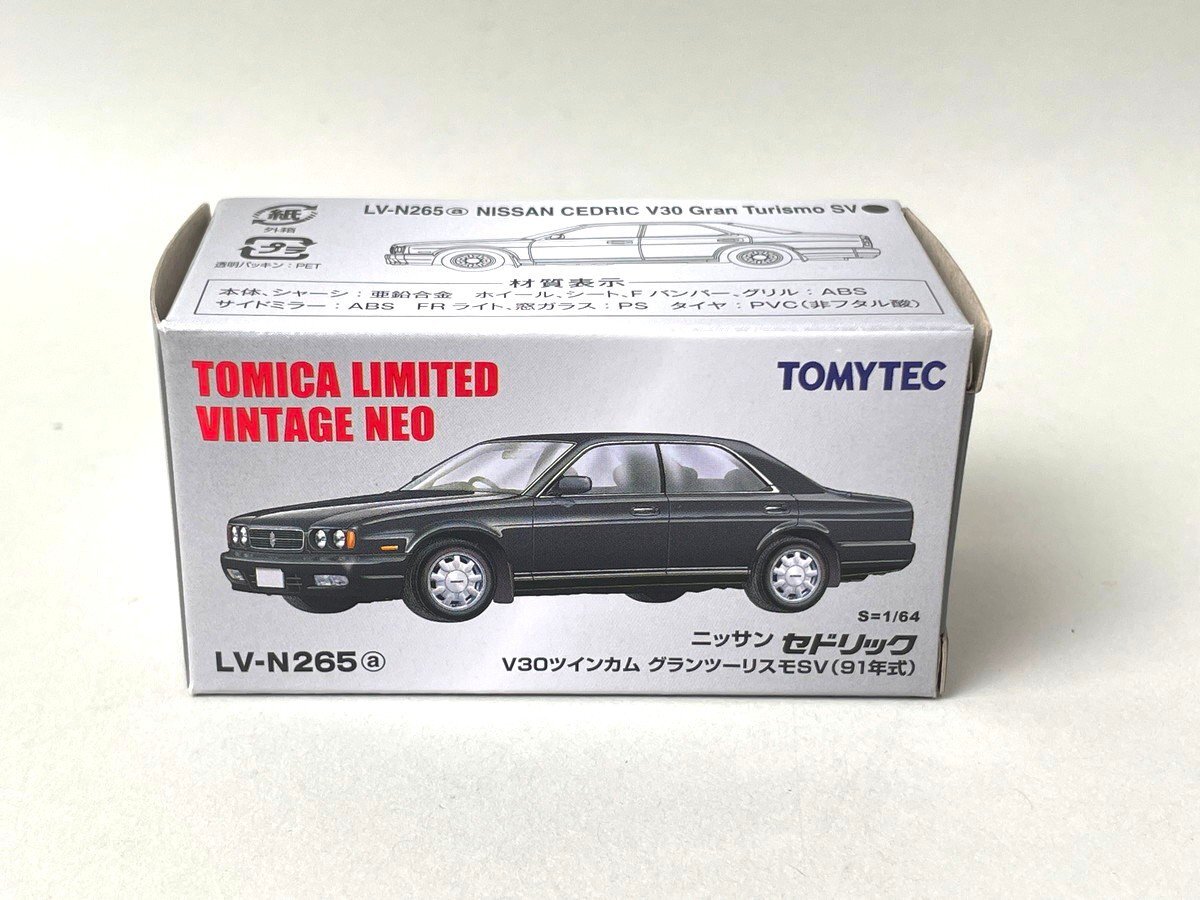 LV-N265ⓐ NISSAN CEDRIC V30 Gran Turismo SV●
紙
外箱
プラ
透明パッキン：PET
材質表示
本体、シャーシ：亜鉛合金 ホイール、シート、Fバンパー、グリル：ABS
サイドミラー：ABS FRライト、窓ガラス：PS タイヤ：PVC(非フタル酸)
TOMICA LIMITED
VINTAGE NEO
TOMYTEC
S=1/64
ニッサン セドリック
LV-N265ⓐ
V30ツインカム グランツーリスモSV(91年式)